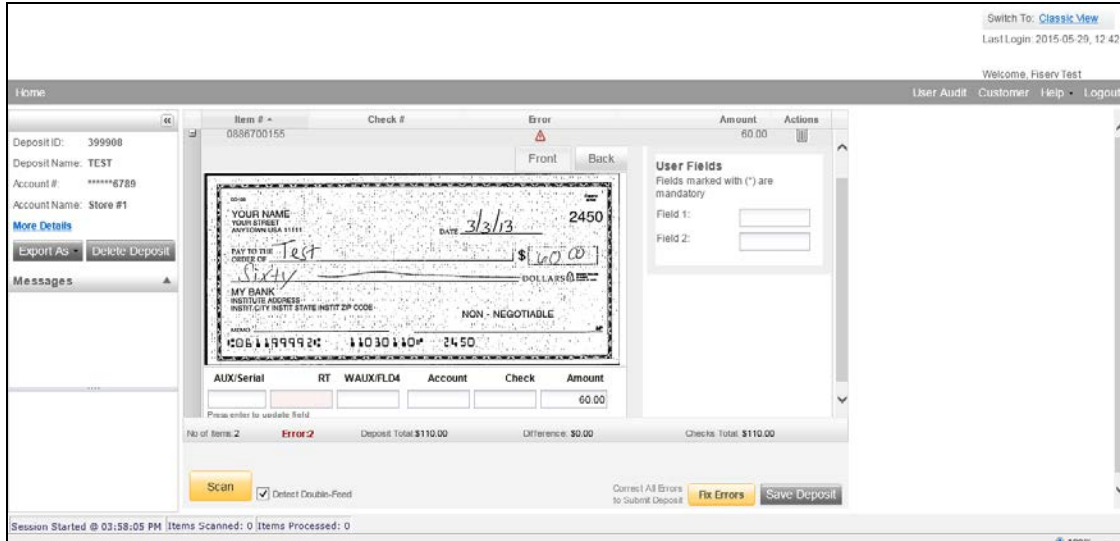 Switch To: Classic View
Last Login: 2015-05-29, 12:42
Welcome, Fiserv Test
Home User Audit Customer Help Logout
Item # Check # Error Amount Actions
0886700155 60.00
Deposit ID: 399908
Deposit Name: TEST
Account #: ******6789
Account Name: Store #1
More Details
Export As Delete Deposit
Messages
Front Back
YOUR NAME
YOUR STREET
ANYTOWN USA 11111
2450
DATE 3/3/13
PAY TO THE
ORDER OF Test $ 60 00
Sixty DOLLARS
MY BANK
INSTITUTE ADDRESS
INSTIT CITY INSTIT STATE INSTIT ZIP CODE
NON - NEGOTIABLE
MEMO
⑆061199992⑆ 11030110⑈ 2450
User Fields
Fields marked with (*) are
mandatory
Field 1:
Field 2:
AUX/Serial RT WAUX/FLD4 Account Check Amount
60.00
Press enter to update field
No of Items: 2 Error:2 Deposit Total:$110.00 Difference: $0.00 Checks Total: $110.00
Scan Detect Double-Feed
Correct All Errors
to Submit Deposit
Fix Errors Save Deposit
Session Started @ 03:58:05 PM Items Scanned: 0 Items Processed: 0